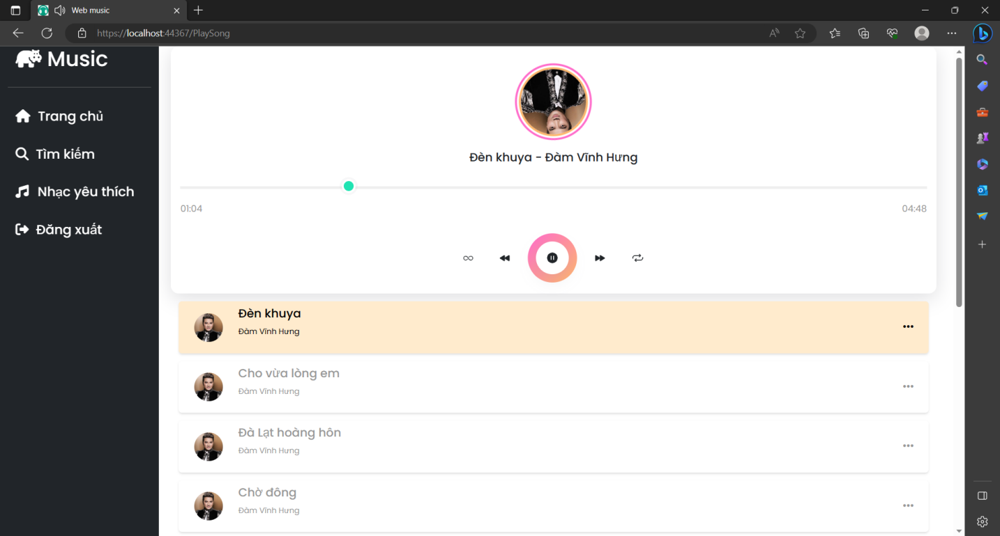 Web music
https://localhost:44367/PlaySong
Music
Trang chủ
Tìm kiếm
Nhạc yêu thích
Đăng xuất
Đèn khuya - Đàm Vĩnh Hưng
01:04
04:48
Đèn khuya
Đàm Vĩnh Hưng
Cho vừa lòng em
Đàm Vĩnh Hưng
Đà Lạt hoàng hôn
Đàm Vĩnh Hưng
Chờ đông
Đàm Vĩnh Hưng